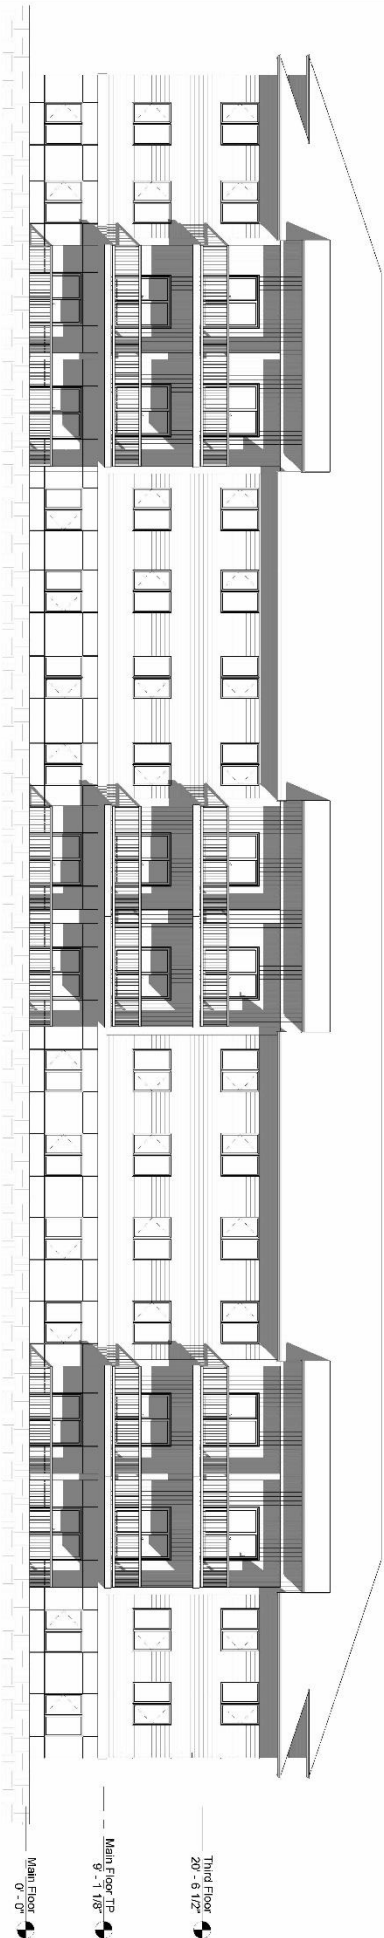 Third Floor
20' - 6 1/2"
Main Floor TP
9' - 1 1/8"
Main Floor
0' - 0"